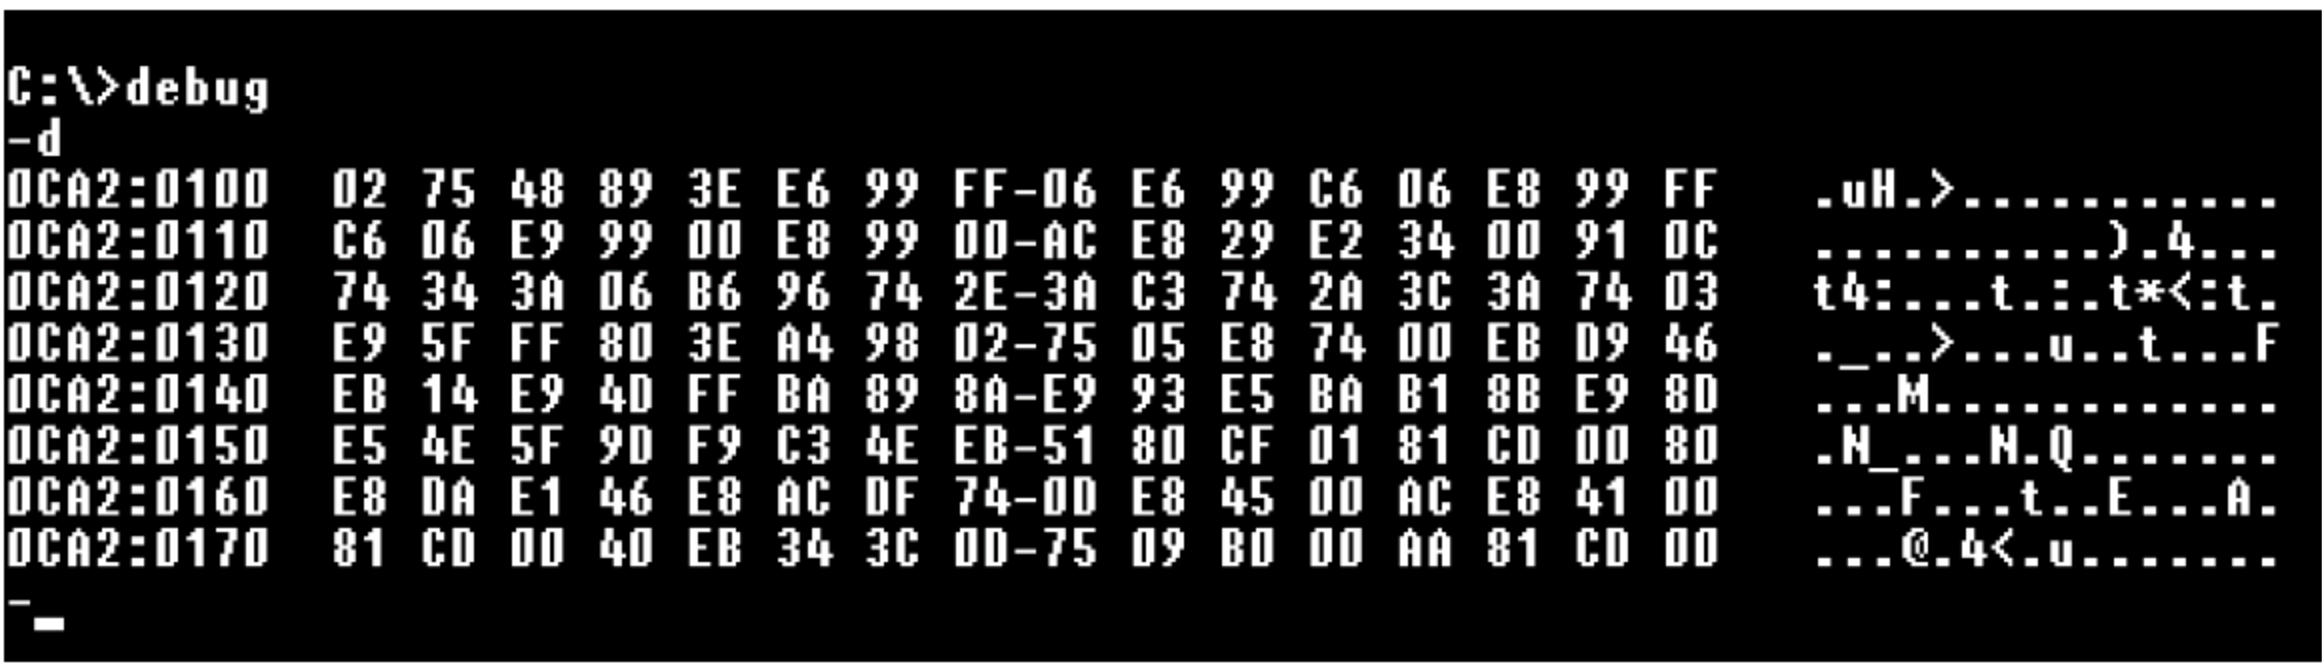 C:\>debug
-d
0CA2:0100  02 75 48 89 3E E6 99 FF-06 E6 99 C6 06 E8 99 FF   .uH.>...........
0CA2:0110  C6 06 E9 99 00 E8 99 00-AC E8 29 E2 34 00 91 0C   ..........).4...
0CA2:0120  74 34 3A 06 B6 96 74 2E-3A C3 74 2A 3C 3A 74 03   t4:...t.:.t*<:t.
0CA2:0130  E9 5F FF 80 3E A4 98 02-75 05 E8 74 00 EB D9 46   ._..>...u..t...F
0CA2:0140  EB 14 E9 4D FF BA 89 8A-E9 93 E5 BA B1 8B E9 8D   ...M............
0CA2:0150  E5 4E 5F 9D F9 C3 4E EB-51 80 CF 01 81 CD 00 80   .N_...N.Q.......
0CA2:0160  E8 DA E1 46 E8 AC DF 74-0D E8 45 00 AC E8 41 00   ...F...t..E...A.
0CA2:0170  81 CD 00 40 EB 34 3C 0D-75 09 B0 00 AA 81 CD 00   ...@.4<.u.......
-_